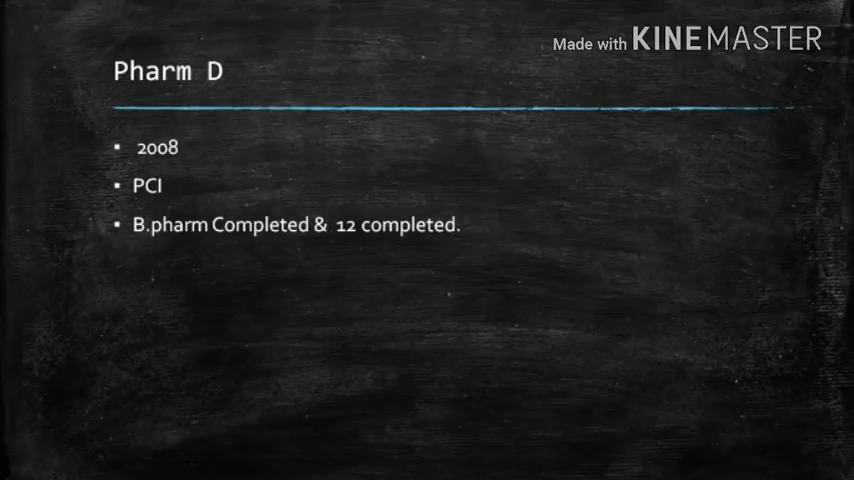 Made with KINEMASTER
Pharm D
▪ 2008
▪ PCI
▪ B.pharm Completed & 12 completed.